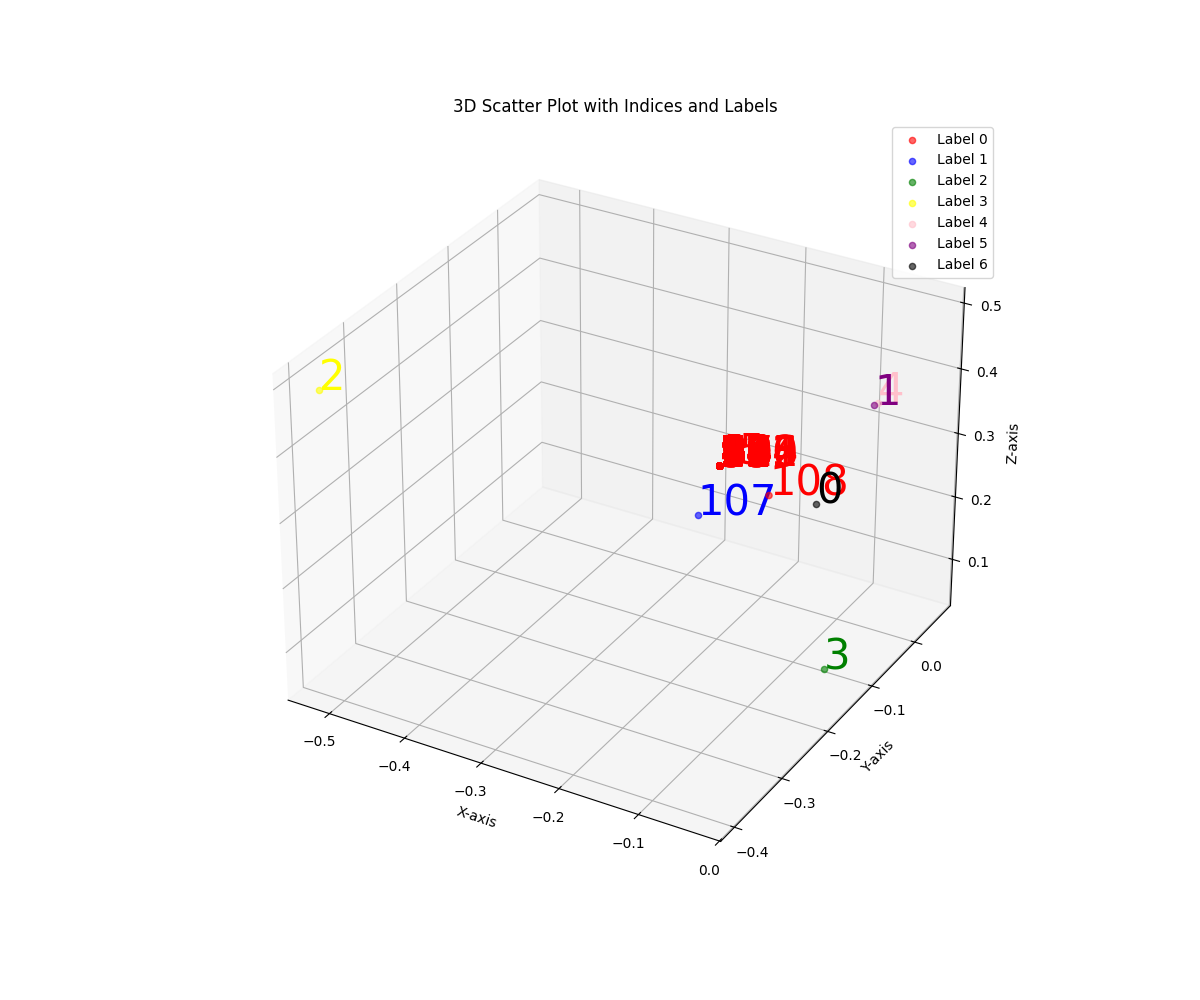 3D Scatter Plot with Indices and Labels
Label 0
Label 1
Label 2
Label 3
Label 4
Label 5
Label 6
2
1
4
108
0
107
3
0.5
0.4
0.3
0.2
0.1
Z-axis
0.0
−0.1
−0.2
−0.3
−0.4
Y-axis
−0.5
−0.4
−0.3
−0.2
−0.1
0.0
X-axis